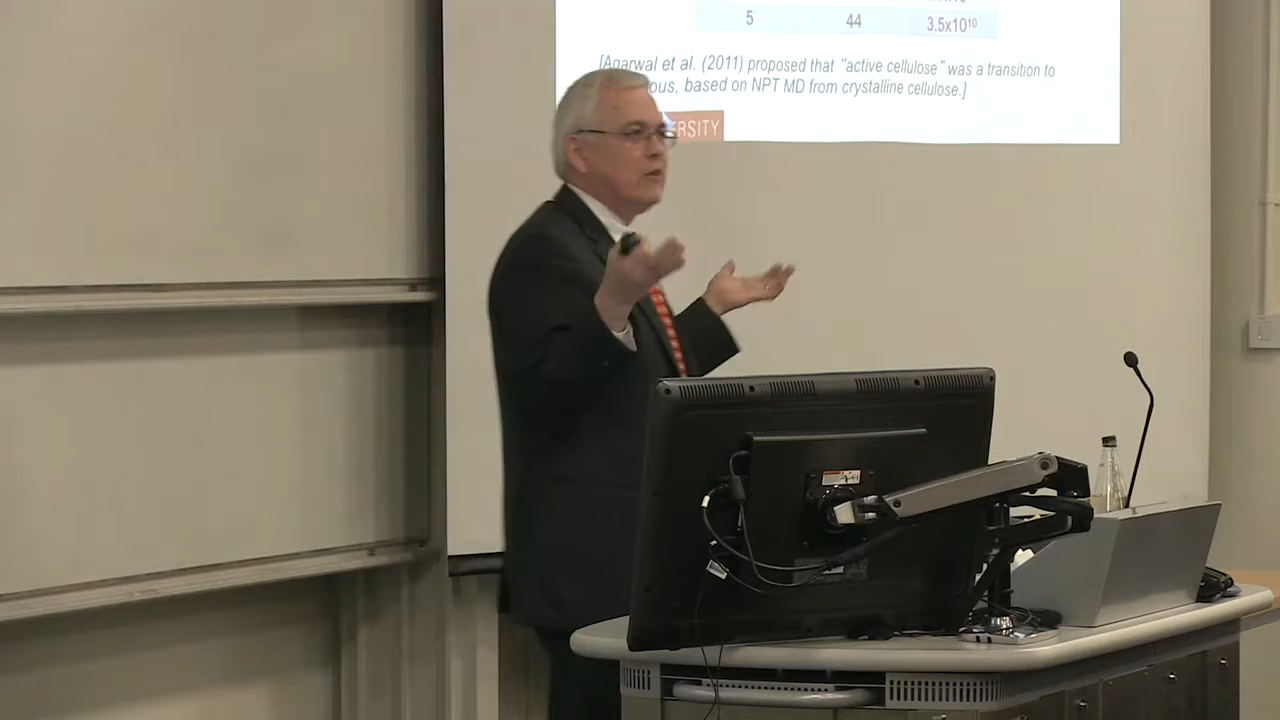 5 44 3.5x10¹⁰
[Agarwal et al. (2011) proposed that "active cellulose" was a transition to
ous, based on NPT MD from crystalline cellulose.]
ERSITY